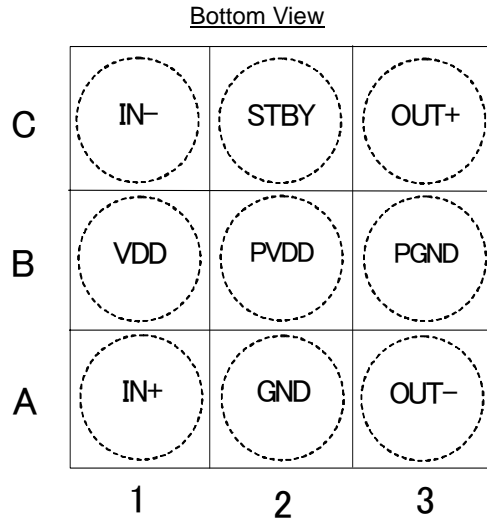 Bottom View
C IN− STBY OUT+
B VDD PVDD PGND
A IN+ GND OUT−
1 2 3